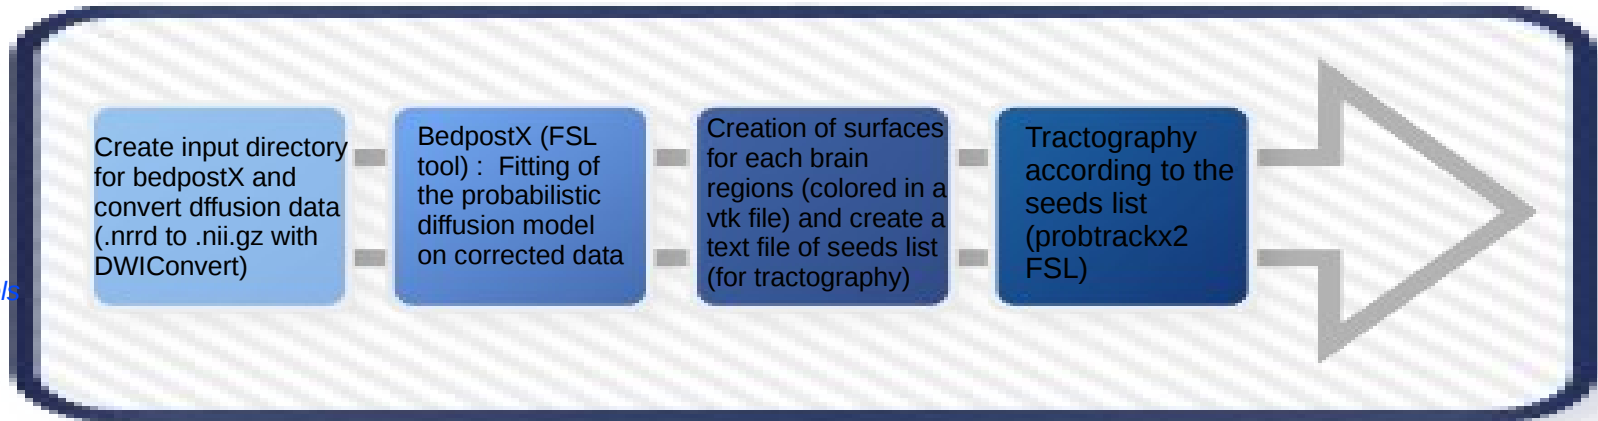 Create input directory
for bedpostX and
convert dffusion data
(.nrrd to .nii.gz with
DWIConvert)
BedpostX (FSL
tool) :  Fitting of
the probabilistic
diffusion model
on corrected data
Creation of surfaces
for each brain
regions (colored in a
vtk file) and create a
text file of seeds list
(for tractography)
Tractography
according to the
seeds list
(probtrackx2
FSL)